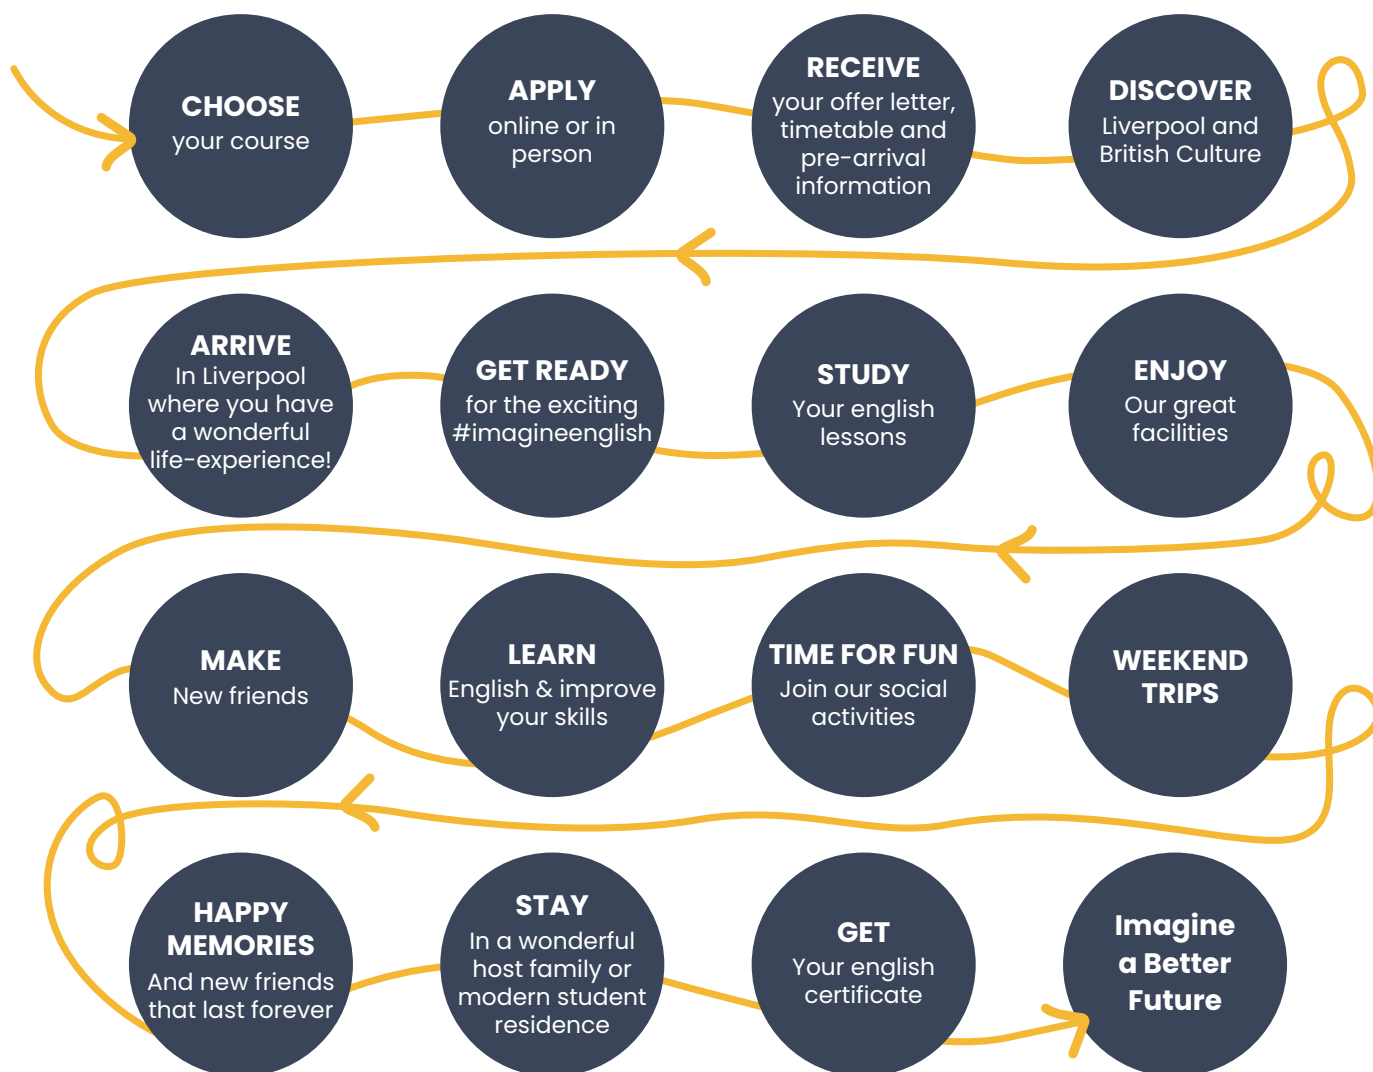 CHOOSE
your course
APPLY
online or in
person
RECEIVE
your offer letter,
timetable and
pre-arrival
information
DISCOVER
Liverpool and
British Culture
ARRIVE
In Liverpool
where you have
a wonderful
life-experience!
GET READY
for the exciting
#imagineenglish
STUDY
Your english
lessons
ENJOY
Our great
facilities
MAKE
New friends
LEARN
English & improve
your skills
TIME FOR FUN
Join our social
activities
WEEKEND
TRIPS
HAPPY
MEMORIES
And new friends
that last forever
STAY
In a wonderful
host family or
modern student
residence
GET
Your english
certificate
Imagine
a Better
Future